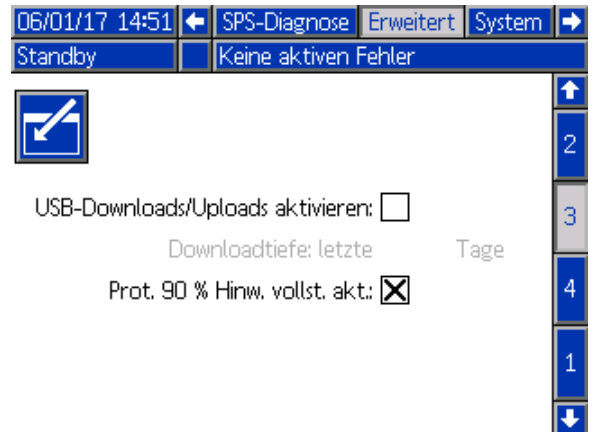 06/01/17 14:51 SPS-Diagnose Erweitert System
Standby Keine aktiven Fehler
2
USB-Downloads/Uploads aktivieren:
3
Downloadtiefe: letzte Tage
Prot. 90 % Hinw. vollst. akt.:
4
1